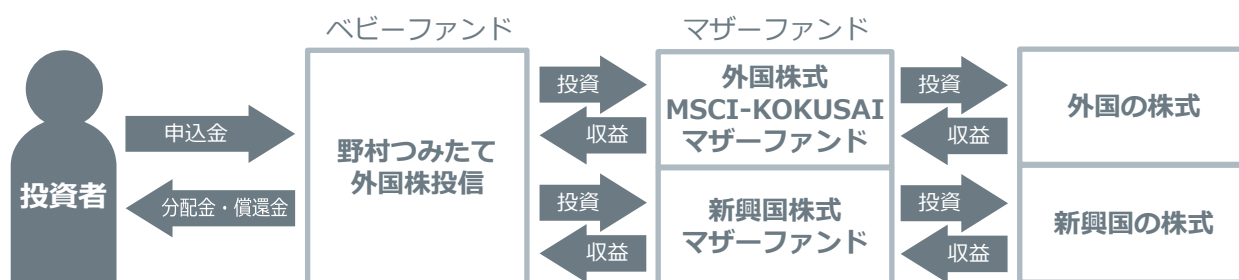 ベビーファンド
マザーファンド
投資者
申込金
分配金・償還金
野村つみたて
外国株投信
投資
収益
投資
収益
外国株式
MSCI-KOKUSAI
マザーファンド
新興国株式
マザーファンド
投資
収益
投資
収益
外国の株式
新興国の株式